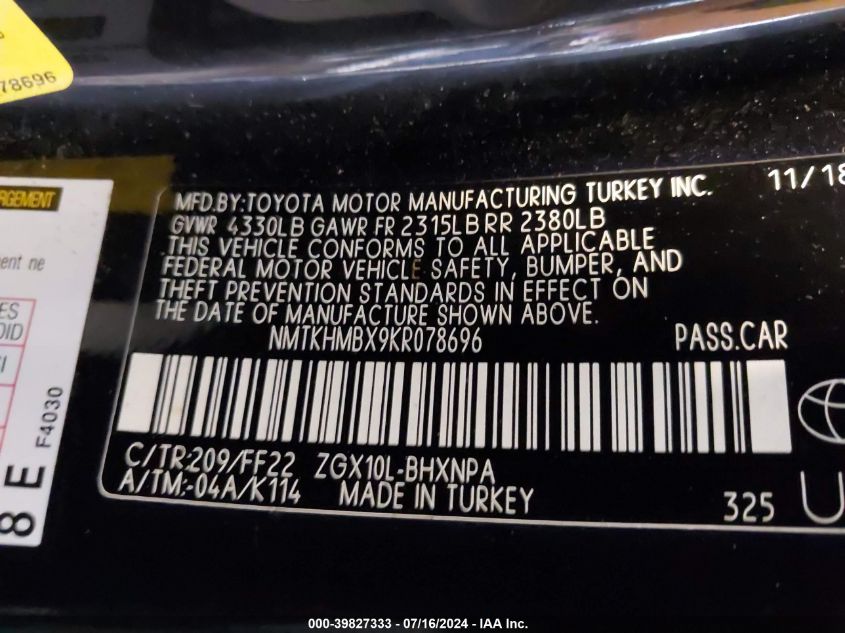 78696
MFD.BY:TOYOTA MOTOR MANUFACTURING TURKEY INC. 11/18
GVWR 4330LB GAWR FR 2315LB RR 2380LB
THIS VEHICLE CONFORMS TO ALL APPLICABLE
FEDERAL MOTOR VEHICLE SAFETY, BUMPER, AND
THEFT PREVENTION STANDARDS IN EFFECT ON
THE DATE OF MANUFACTURE SHOWN ABOVE.
NMTKHMBX9KR078696 PASS.CAR
C/TR:209/FF22 ZGX10L-BHXNPA
A/TM:-04A/K114 MADE IN TURKEY 325
ne
F4030
8 E
000-39827333 - 07/16/2024 - IAA Inc.